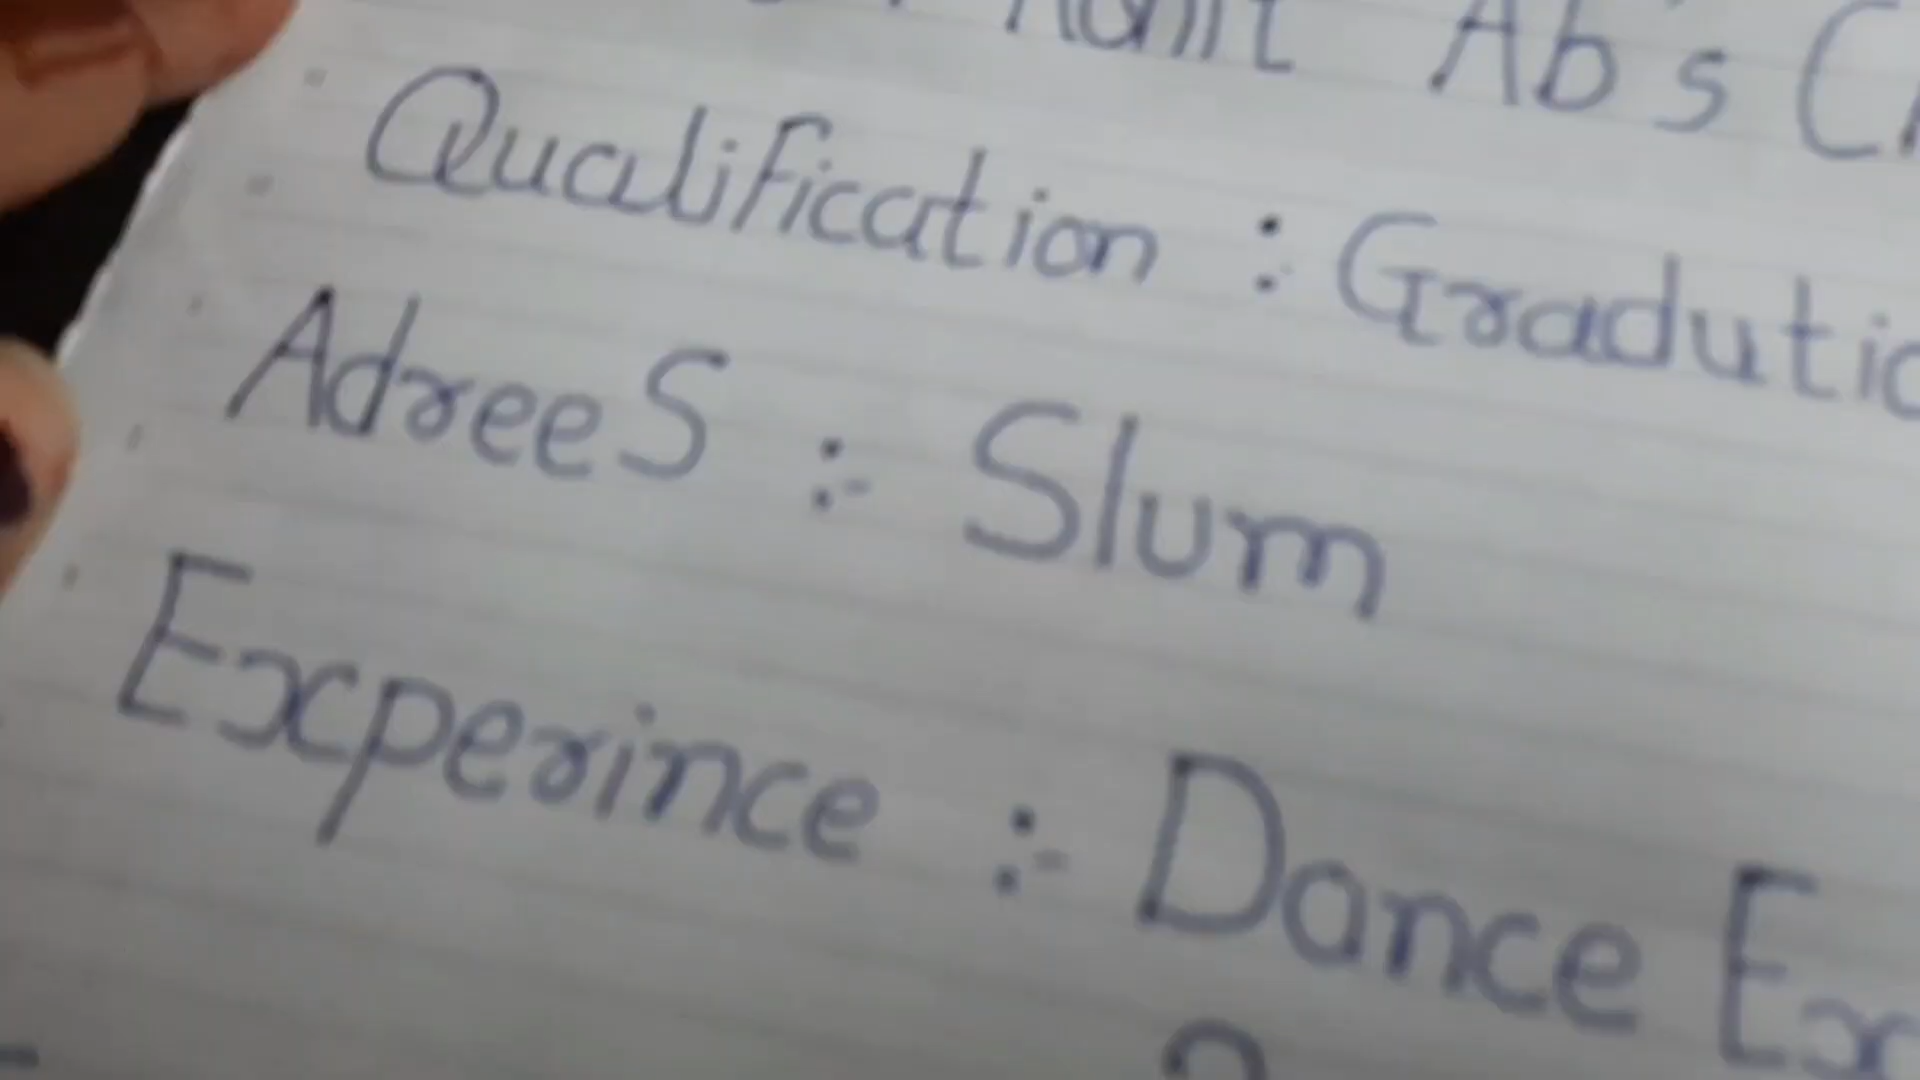 Ab's
Qualification : Gradutio
AdreeS :- Slum
Experince :- Dance Ex